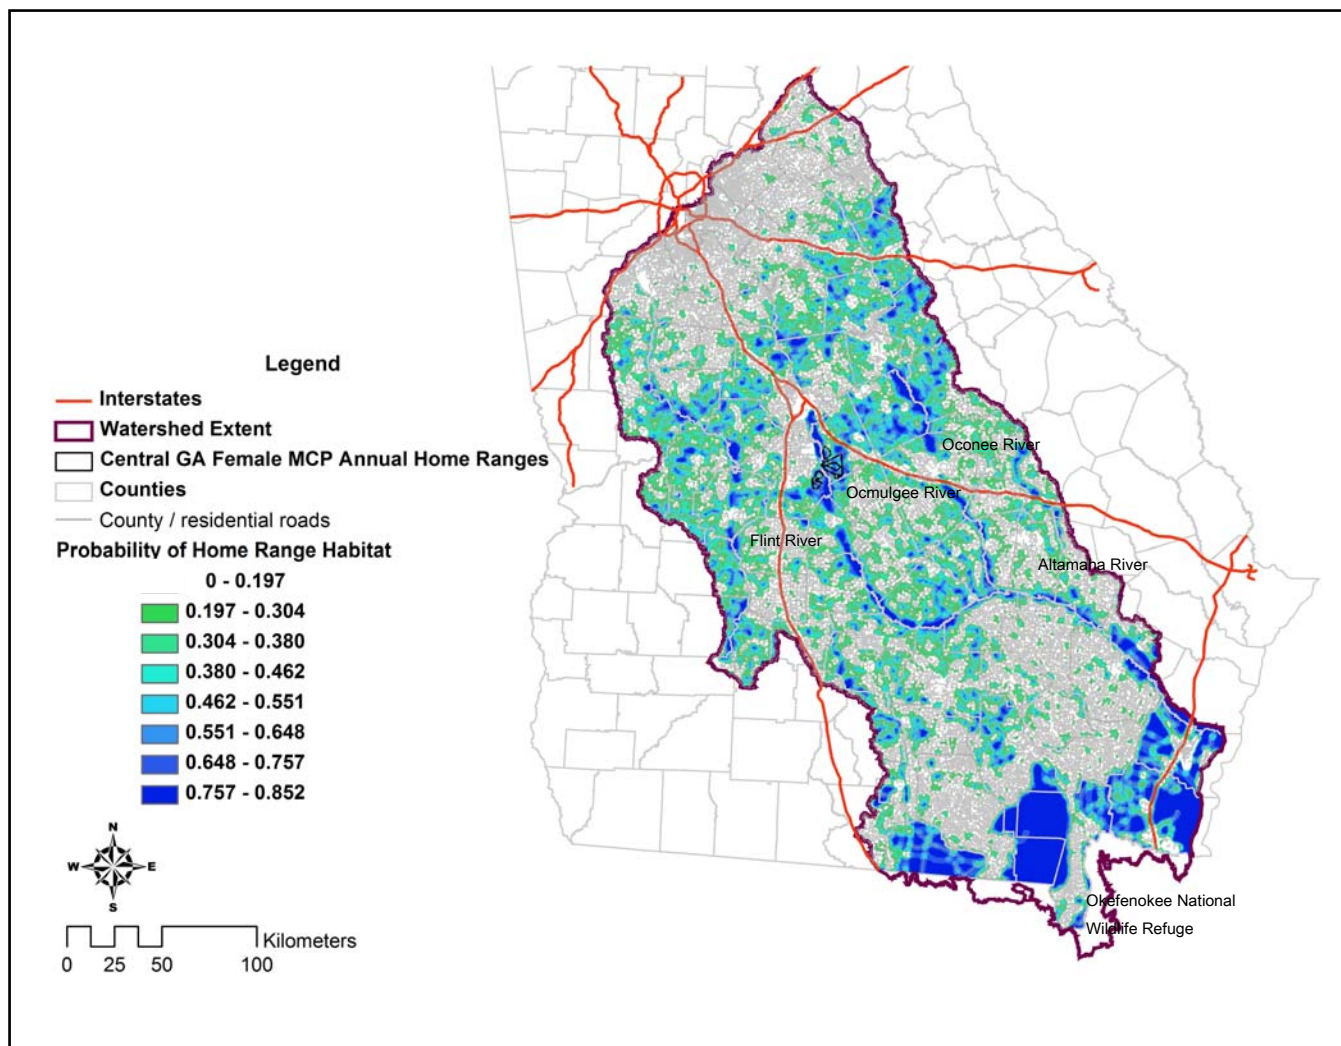 Legend
Interstates
Watershed Extent
Central GA Female MCP Annual Home Ranges
Counties
County / residential roads
Probability of Home Range Habitat
0 - 0.197
0.197 - 0.304
0.304 - 0.380
0.380 - 0.462
0.462 - 0.551
0.551 - 0.648
0.648 - 0.757
0.757 - 0.852
N
W E
S
Kilometers
0 25 50 100
Oconee River
Ocmulgee River
Flint River
Altamaha River
Okefenokee National
Wildlife Refuge